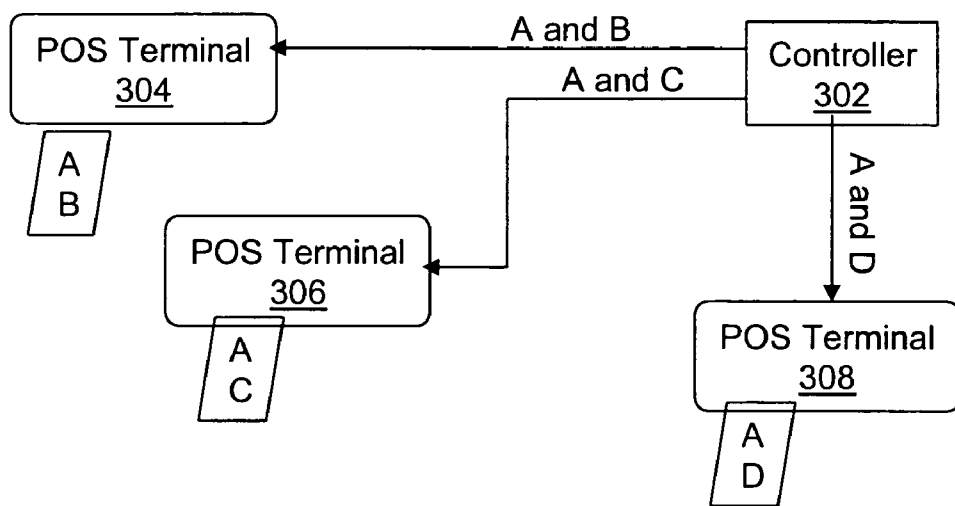 POS Terminal
304
A and B
A and C
Controller
302
A
B
A and D
POS Terminal
306
A
C
POS Terminal
308
A
D